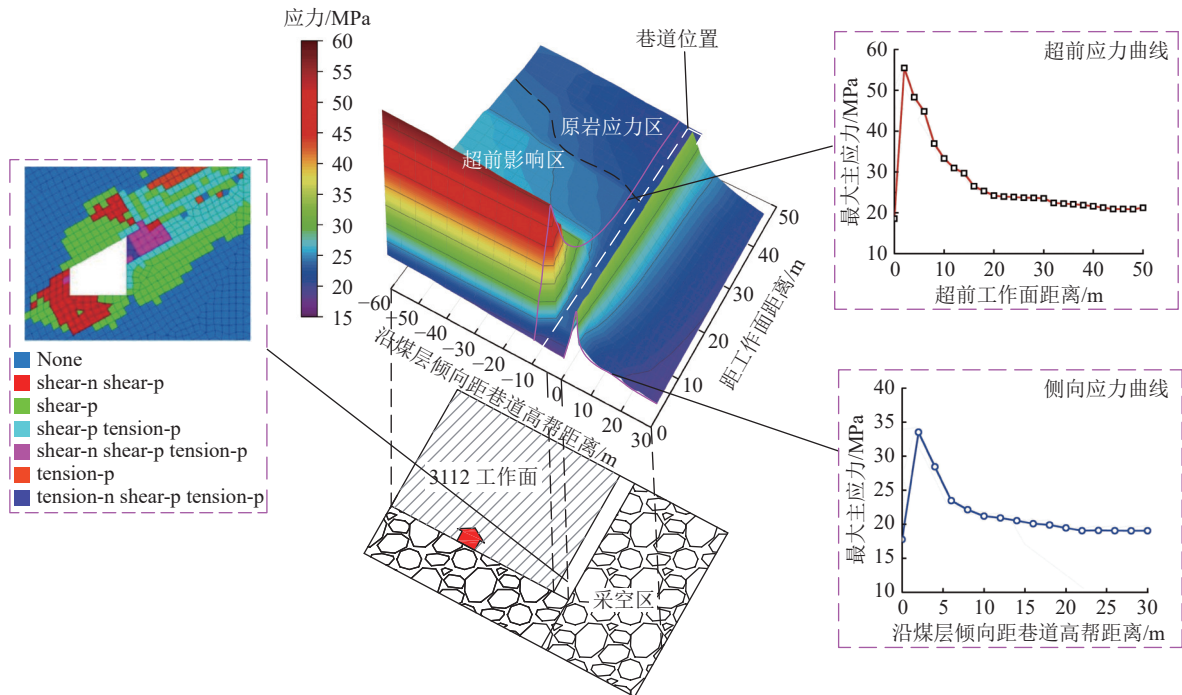 应力/MPa
60
55
50
45
40
35
30
25
20
15
巷道位置
原岩应力区
超前影响区
50
40
30
20
10
0
距工作面距离/m
−60
+50
−40
−30
−20
−10
0
10
20
30
沿煤层倾向距巷道高帮距离/m
3112 工作面
采空区
None
shear-n shear-p
shear-p
shear-p tension-p
shear-n shear-p tension-p
tension-p
tension-n shear-p tension-p
超前应力曲线
最大主应力/MPa
60
50
40
30
20
10
0 10 20 30 40 50
超前工作面距离/m
侧向应力曲线
最大主应力/MPa
40
35
30
25
20
15
10
0 5 10 15 20 25 30
沿煤层倾向距巷道高帮距离/m